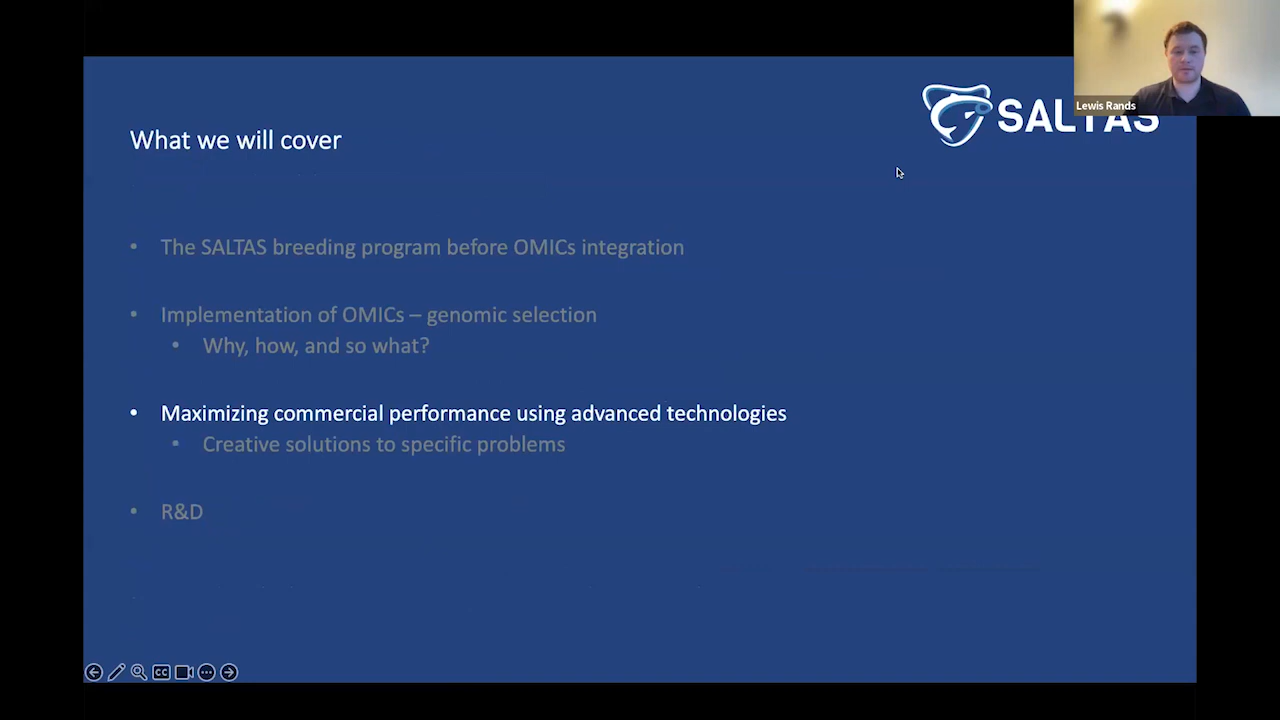 Lewis Rands
SALTAS
What we will cover
• The SALTAS breeding program before OMICs integration
• Implementation of OMICs – genomic selection
• Why, how, and so what?
• Maximizing commercial performance using advanced technologies
• Creative solutions to specific problems
• R&D
CC